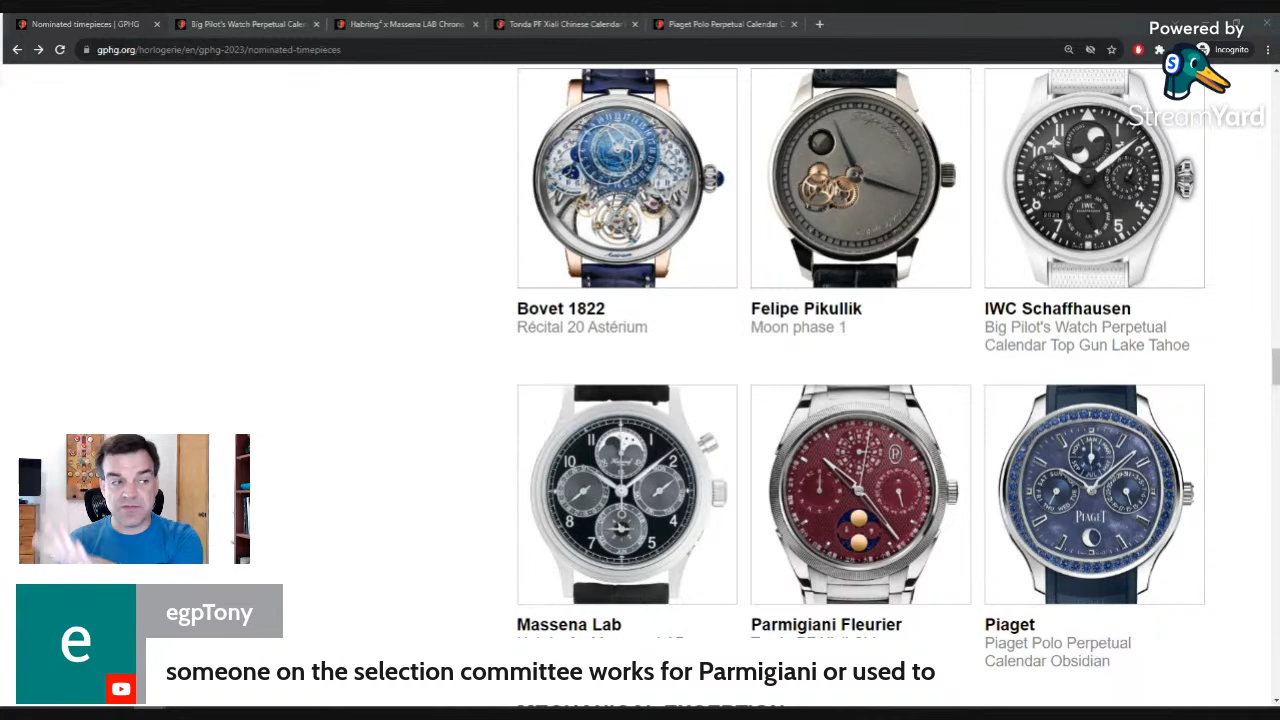 Nominated timepieces | GPHG
Big Pilot's Watch Perpetual Cale
Habring² x Massena LAB Chrono
Tonda PF Xiali Chinese Calendar
Piaget Polo Perpetual Calendar C
Powered by
StreamYard
gphg.org/horlogerie/en/gphg-2023/nominated-timepieces
Incognito
Bovet 1822
Récital 20 Astérium
Felipe Pikullik
Moon phase 1
IWC Schaffhausen
Big Pilot's Watch Perpetual
Calendar Top Gun Lake Tahoe
PIAGET
Massena Lab
Parmigiani Fleurier
Piaget
Piaget Polo Perpetual
Calendar Obsidian
e
egpTony
someone on the selection committee works for Parmigiani or used to